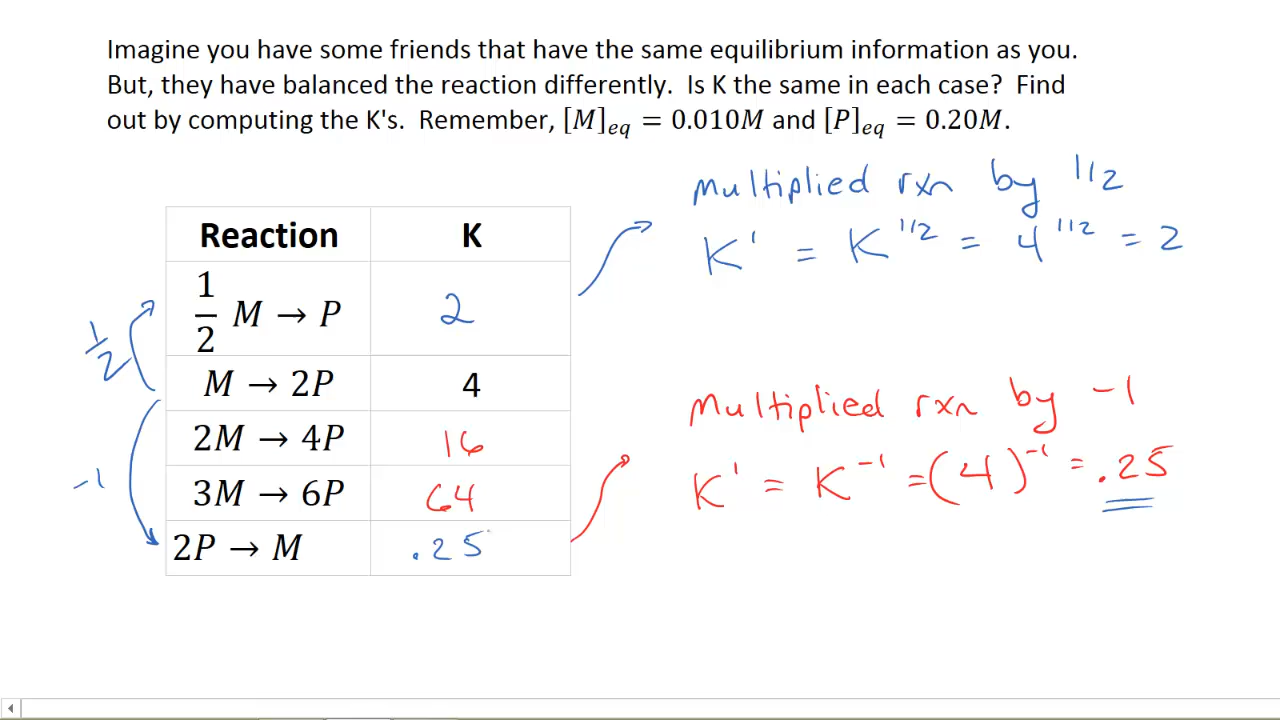 Imagine you have some friends that have the same equilibrium information as you.
But, they have balanced the reaction differently. Is K the same in each case? Find
out by computing the K's. Remember, [M]eq = 0.010M and [P]eq = 0.20M.
multiplied rxn by 1/2
K' = K^1/2 = 4^1/2 = 2
Reaction K
1/2 M → P 2
1/2
M → 2P 4
2M → 4P 16
3M → 6P 64
2P → M .25
-1
multiplied rxn by -1
K' = K^-1 = (4)^-1 = .25